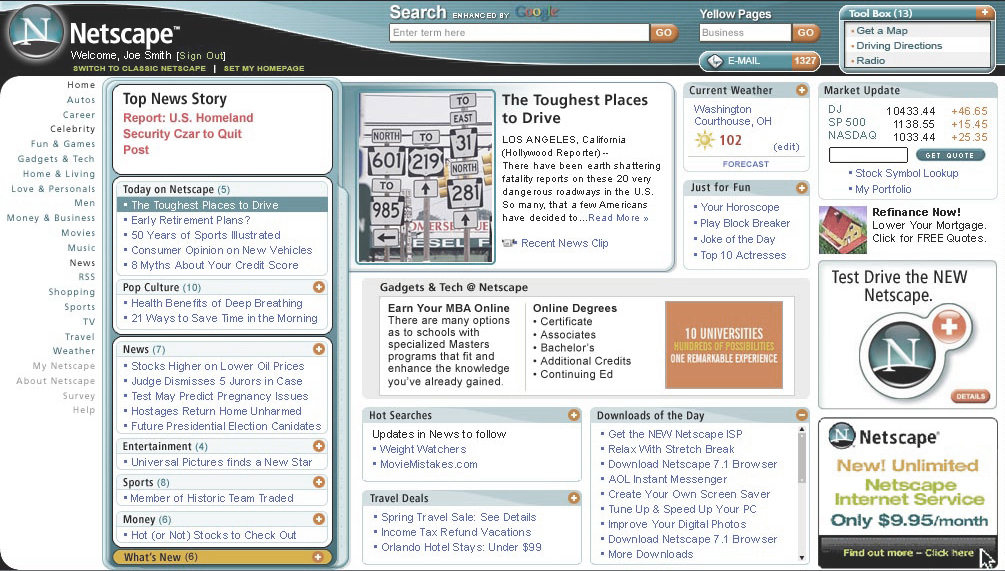 Netscape™
Welcome, Joe Smith [Sign Out]
SWITCH TO CLASSIC NETSCAPE | SET MY HOMEPAGE
Search ENHANCED BY Google
Enter term here
GO
Yellow Pages
Business
GO
E-MAIL 1327
Tool Box (13)
Get a Map
Driving Directions
Radio
Home
Autos
Career
Celebrity
Fun & Games
Gadgets & Tech
Home & Living
Love & Personals
Men
Money & Business
Movies
Music
News
RSS
Shopping
Sports
TV
Travel
Weather
My Netscape
About Netscape
Survey
Help
Top News Story
Report: U.S. Homeland
Security Czar to Quit
Post
Today on Netscape (5)
The Toughest Places to Drive
Early Retirement Plans?
50 Years of Sports Illustrated
Consumer Opinion on New Vehicles
8 Myths About Your Credit Score
Pop Culture (10)
Health Benefits of Deep Breathing
21 Ways to Save Time in the Morning
News (7)
Stocks Higher on Lower Oil Prices
Judge Dismisses 5 Jurors in Case
Test May Predict Pregnancy Issues
Hostages Return Home Unharmed
Future Presidential Election Canidates
Entertainment (4)
Universal Pictures finds a New Star
Sports (8)
Member of Historic Team Traded
Money (6)
Hot (or Not) Stocks to Check Out
What's New (6)
TO
EAST
NORTH
TO
31
601
219
NORTH
TO
281
985
DIESEL F
The Toughest Places
to Drive
LOS ANGELES, California
(Hollywood Reporter) --
There have been earth shattering
fatality reports on these 20 very
dangerous roadways in the U.S.
So many, that a few Americans
have decided to...Read More »
Recent News Clip
Current Weather
Washington
Courthouse, OH
102 (edit)
FORECAST
Just for Fun
Your Horoscope
Play Block Breaker
Joke of the Day
Top 10 Actresses
Market Update
DJ 10433.44 +46.65
SP 500 1138.55 +15.45
NASDAQ 1033.44 +25.35
GET QUOTE
Stock Symbol Lookup
My Portfolio
Refinance Now!
Lower Your Mortgage.
Click for FREE Quotes.
Gadgets & Tech @ Netscape
Earn Your MBA Online
There are many options
as to schools with
specialized Masters
programs that fit and
enhance the knowledge
you've already gained.
Online Degrees
• Certificate
• Associates
• Bachelor's
• Additional Credits
• Continuing Ed
10 UNIVERSITIES
HUNDREDS OF POSSIBILITIES
ONE REMARKABLE EXPERIENCE
Hot Searches
Updates in News to follow
Weight Watchers
MovieMistakes.com
Travel Deals
Spring Travel Sale: See Details
Income Tax Refund Vacations
Orlando Hotel Stays: Under $99
Downloads of the Day
Get the NEW Netscape ISP
Relax With Stretch Break
Download Netscape 7.1 Browser
AOL Instant Messenger
Create Your Own Screen Saver
Tune Up & Speed Up Your PC
Improve Your Digital Photos
Download Netscape 7.1 Browser
More Downloads
Test Drive the NEW
Netscape.
N
DETAILS
Netscape®
New! Unlimited
Netscape
Internet Service
Only $9.95/month
Find out more – Click here